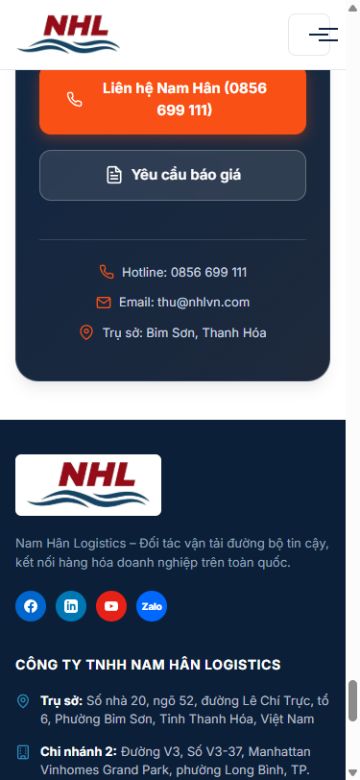 NHL
Liên hệ Nam Hân (0856
699 111)
Yêu cầu báo giá
Hotline: 0856 699 111
Email: thu@nhlvn.com
Trụ sở: Bỉm Sơn, Thanh Hóa
NHL
Nam Hân Logistics – Đối tác vận tải đường bộ tin cậy,
kết nối hàng hóa doanh nghiệp trên toàn quốc.
Zalo
CÔNG TY TNHH NAM HÂN LOGISTICS
Trụ sở: Số nhà 20, ngõ 52, đường Lê Chí Trực, tổ
6, Phường Bỉm Sơn, Tỉnh Thanh Hóa, Việt Nam
Chi nhánh 2: Đường V3, Số V3-37, Manhattan
Vinhomes Grand Park, phường Long Bình, TP.